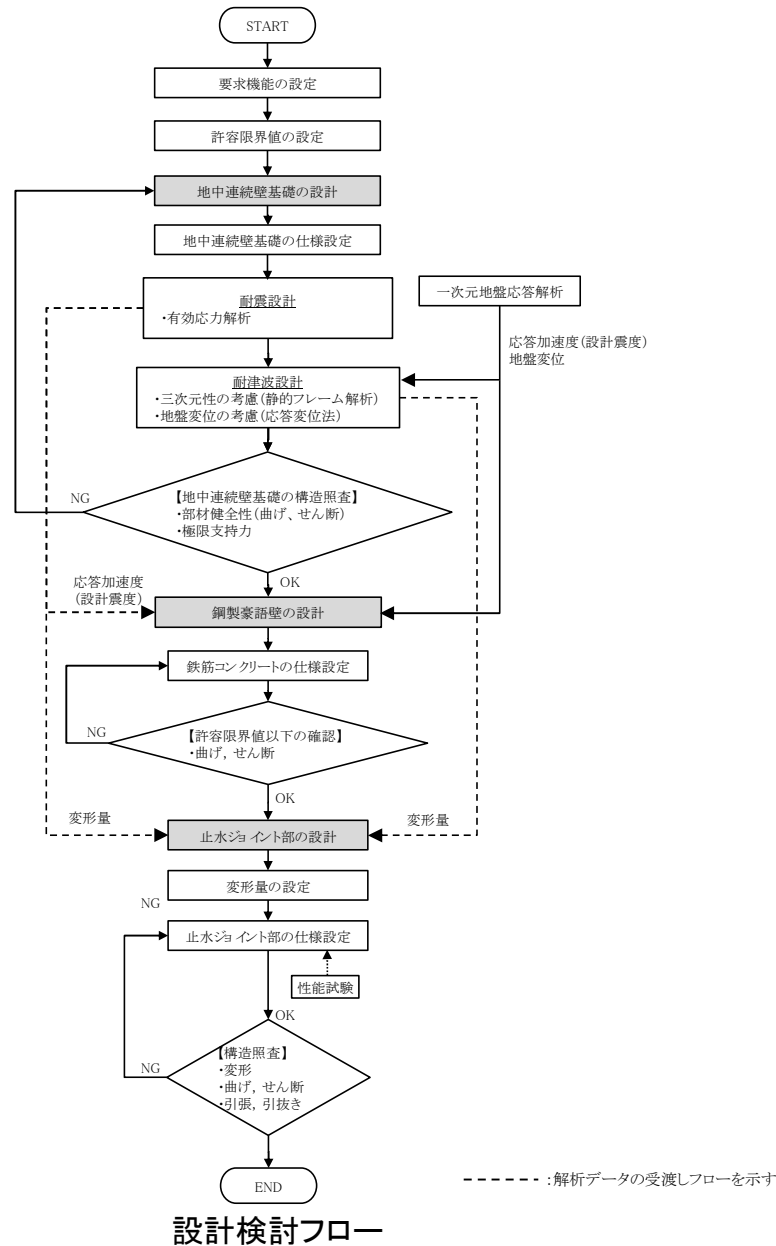 START
要求機能の設定
許容限界値の設定
地中連続壁基礎の設計
地中連続壁基礎の仕様設定
耐震設計
・有効応力解析
一次元地盤応答解析
応答加速度(設計震度)
地盤変位
耐津波設計
・三次元性の考慮(静的フレーム解析)
・地盤変位の考慮(応答変位法)
NG
【地中連続壁基礎の構造照査】
・部材健全性(曲げ、せん断)
・極限支持力
OK
応答加速度
(設計震度)
鋼製豪語壁の設計
鉄筋コンクリートの仕様設定
NG
【許容限界値以下の確認】
・曲げ, せん断
OK
変形量
止水ジョイント部の設計
変形量
変形量の設定
NG
止水ジョイント部の仕様設定
性能試験
OK
【構造照査】
・変形
・曲げ, せん断
・引張, 引抜き
NG
END
:解析データの受渡しフローを示す
設計検討フロー